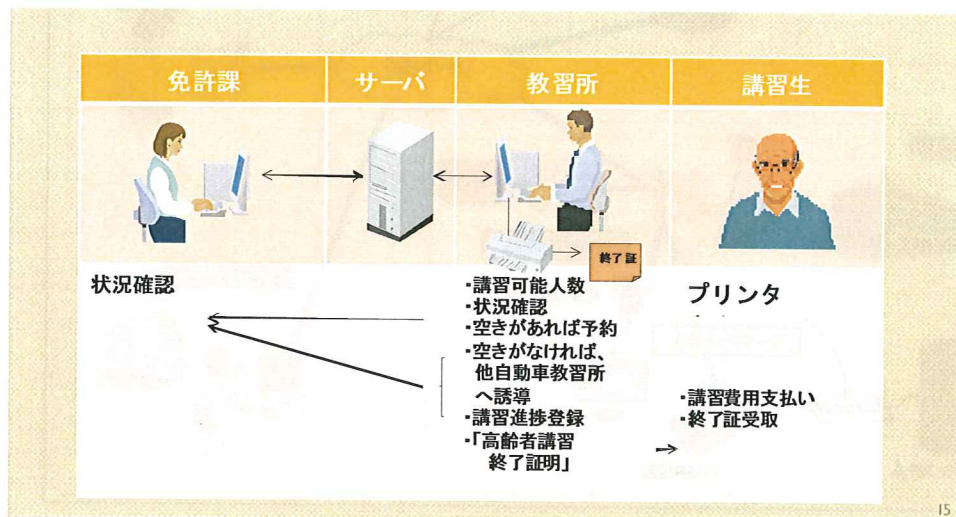 免許課
サーバ
教習所
講習生
終了証
状況確認
・講習可能人数
・状況確認
・空きがあれば予約
・空きがなければ、
他自動車教習所
へ誘導
・講習進捗登録
・「高齢者講習
終了証明」
プリンタ
・講習費用支払い
・終了証受取
15